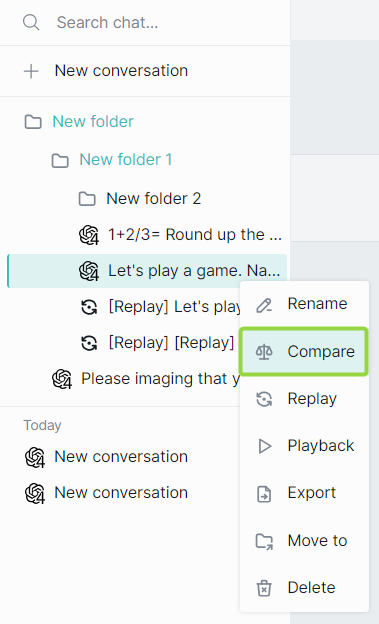 Search chat...
New conversation
New folder
New folder 1
New folder 2
1+2/3= Round up the ...
Let's play a game. Na...
[Replay] Let's play
[Replay] [Replay]
Please imaging that y
Today
New conversation
New conversation
Rename
Compare
Replay
Playback
Export
Move to
Delete